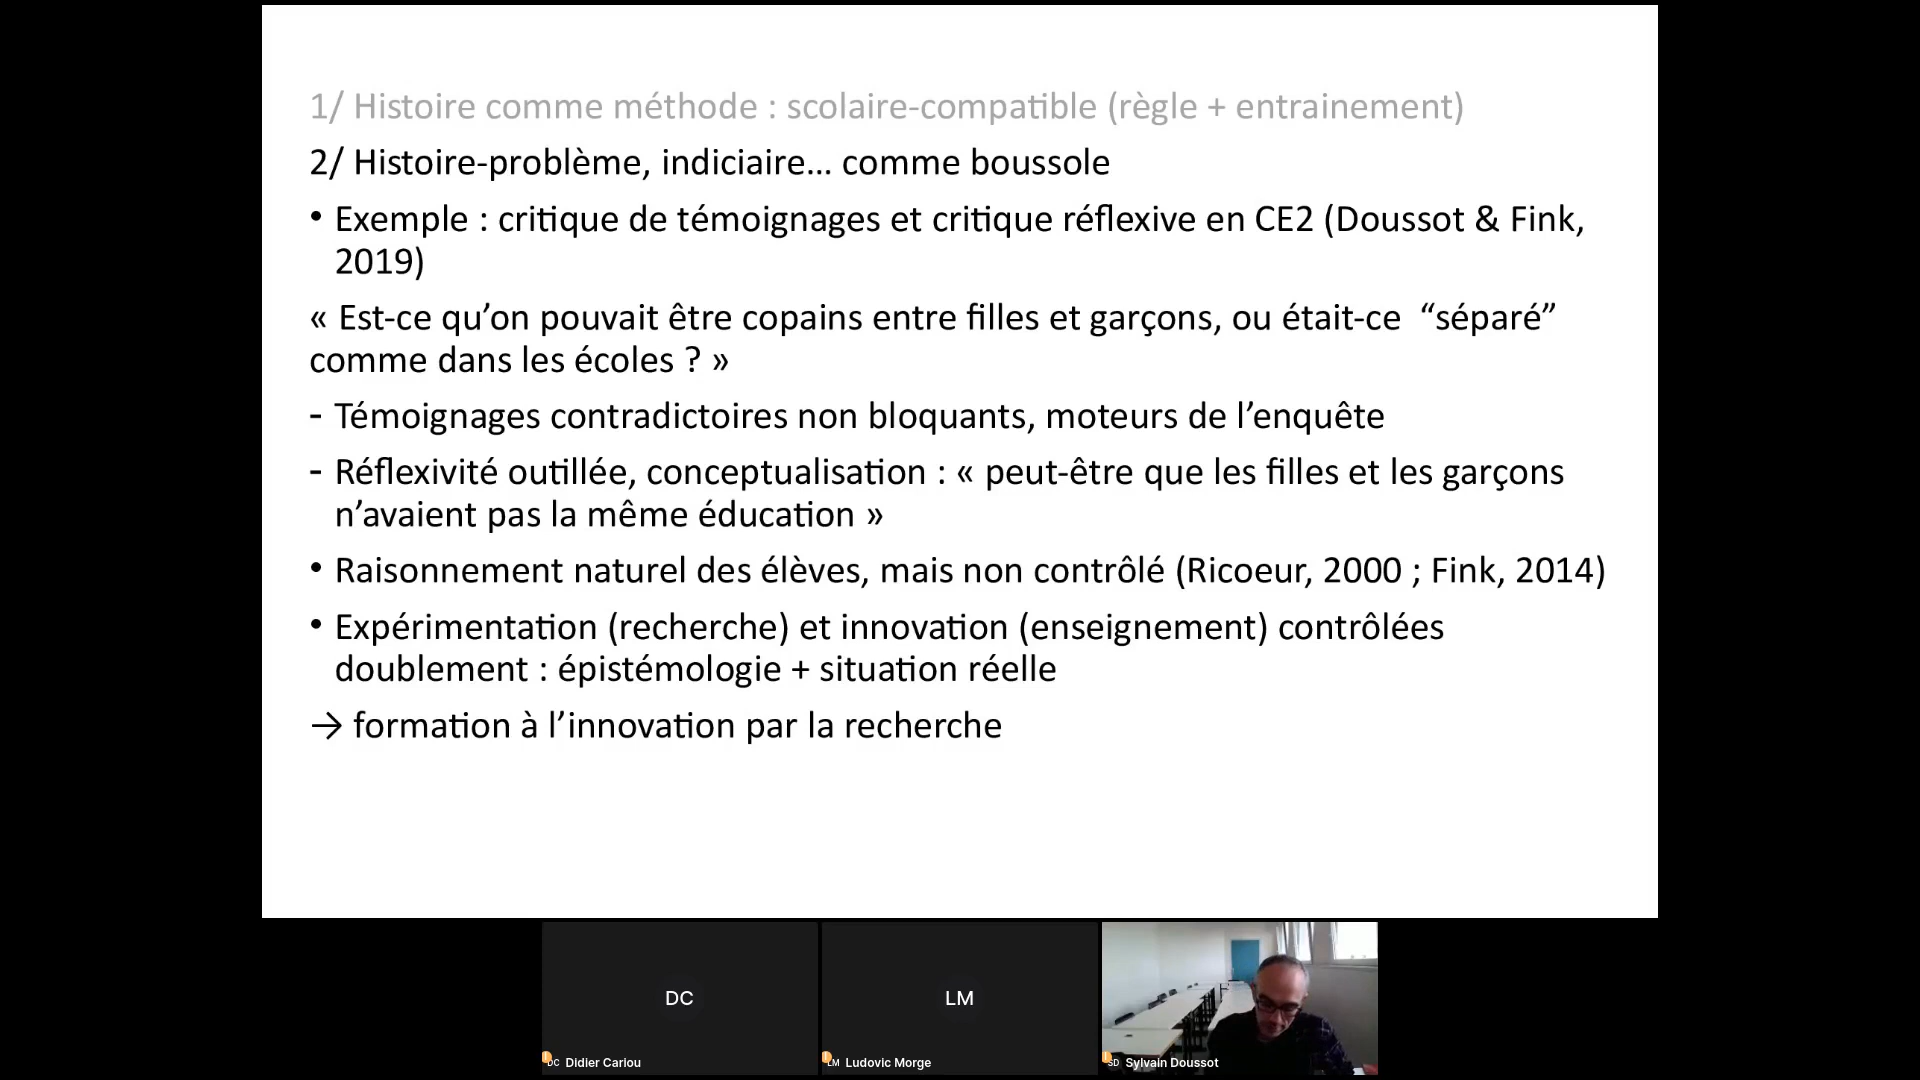 1/ Histoire comme méthode : scolaire-compatible (règle + entrainement)
2/ Histoire-problème, indiciaire… comme boussole
• Exemple : critique de témoignages et critique réflexive en CE2 (Doussot & Fink,
2019)
« Est-ce qu’on pouvait être copains entre filles et garçons, ou était-ce “séparé”
comme dans les écoles ? »
- Témoignages contradictoires non bloquants, moteurs de l’enquête
- Réflexivité outillée, conceptualisation : « peut-être que les filles et les garçons
n’avaient pas la même éducation »
• Raisonnement naturel des élèves, mais non contrôlé (Ricoeur, 2000 ; Fink, 2014)
• Expérimentation (recherche) et innovation (enseignement) contrôlées
doublement : épistémologie + situation réelle
→ formation à l’innovation par la recherche
DC
LM
DC Didier Cariou
LM Ludovic Morge
SD Sylvain Doussot